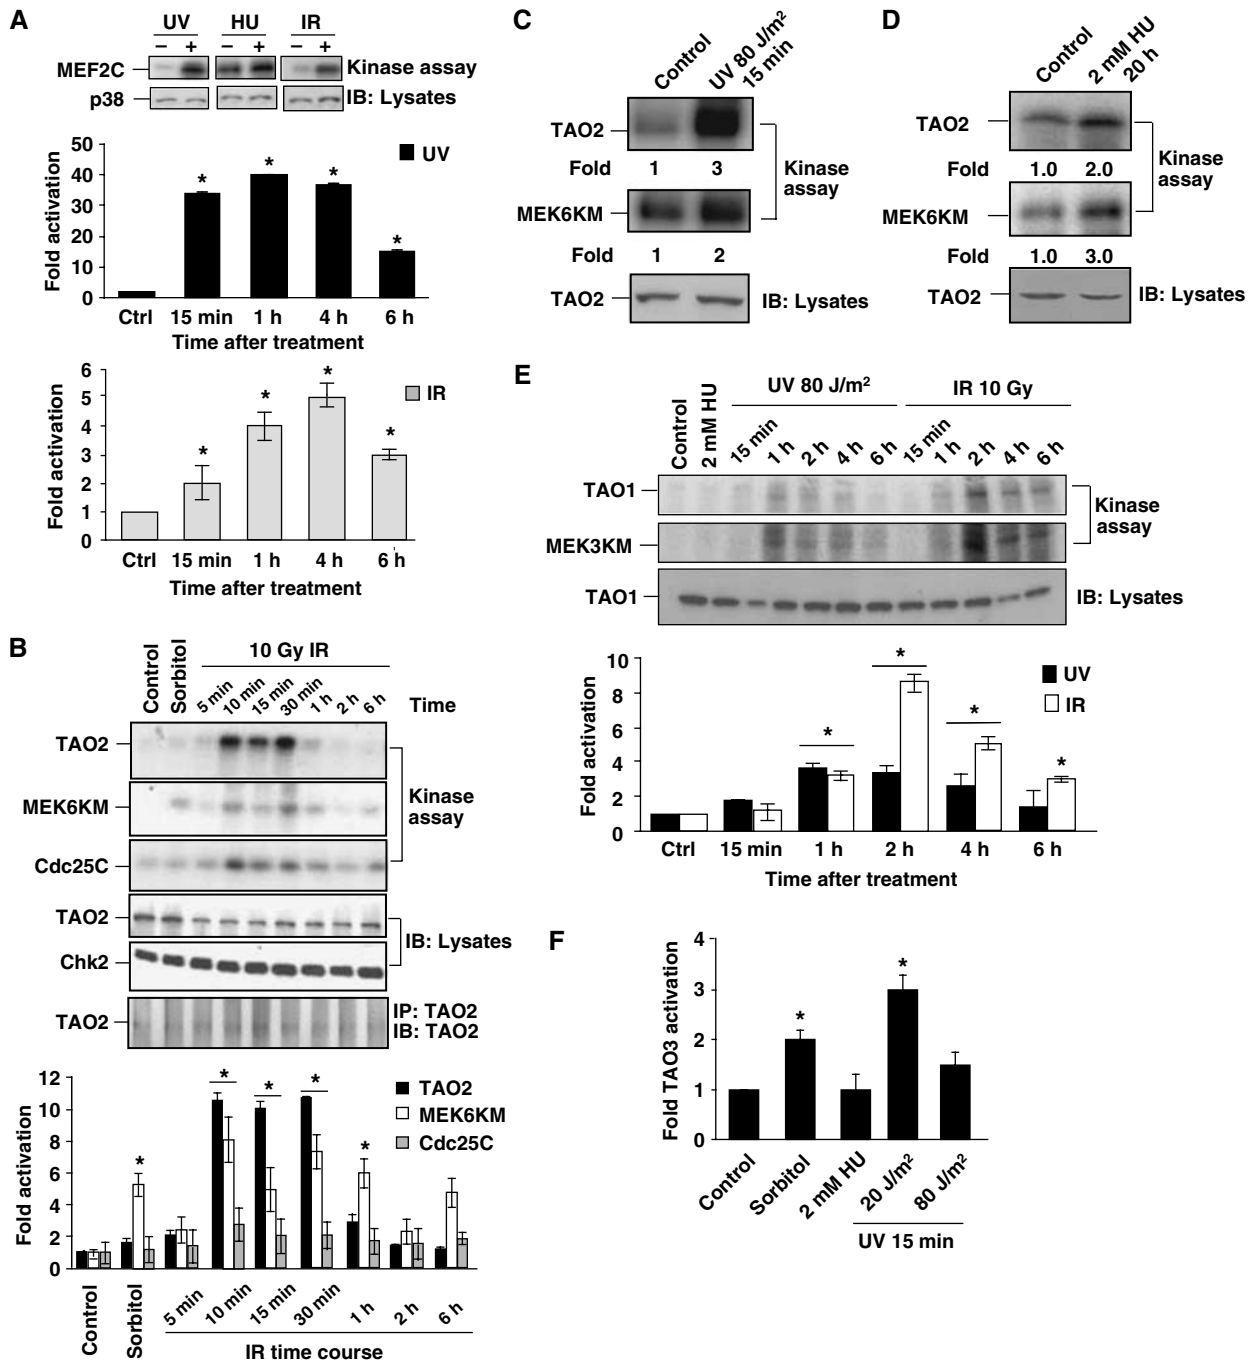 A
UV HU IR
– + – + – +
MEF2C Kinase assay
p38 IB: Lysates
50
40
30
20
10
0
Fold activation
UV
* * * *
Ctrl 15 min 1 h 4 h 6 h
Time after treatment
6
5
4
3
2
1
0
Fold activation
IR
* * * *
Ctrl 15 min 1 h 4 h 6 h
Time after treatment
B
Control
Sorbitol
10 Gy IR
5 min 10 min 15 min 30 min 1 h 2 h 6 h Time
TAO2
MEK6KM
Cdc25C
Kinase
assay
TAO2
Chk2
IB: Lysates
TAO2
IP: TAO2
IB: TAO2
12
10
8
6
4
2
0
Fold activation
TAO2
MEK6KM
Cdc25C
* * * * *
Control Sorbitol 5 min 10 min 15 min 30 min 1 h 2 h 6 h
IR time course
C
Control
UV 80 J/m²
15 min
TAO2
Fold 1 3
MEK6KM
Fold 1 2
Kinase
assay
TAO2 IB: Lysates
D
Control
2 mM HU
20 h
TAO2
Fold 1.0 2.0
MEK6KM
Fold 1.0 3.0
Kinase
assay
TAO2 IB: Lysates
E
Control
2 mM HU
UV 80 J/m² IR 10 Gy
15 min 1 h 2 h 4 h 6 h 15 min 1 h 2 h 4 h 6 h
TAO1
MEK3KM
Kinase
assay
TAO1 IB: Lysates
10
8
6
4
2
0
Fold activation
UV
IR
* * * *
Ctrl 15 min 1 h 2 h 4 h 6 h
Time after treatment
F
4
3
2
1
0
Fold TAO3 activation
* *
Control Sorbitol 2 mM HU 20 J/m² 80 J/m²
UV 15 min